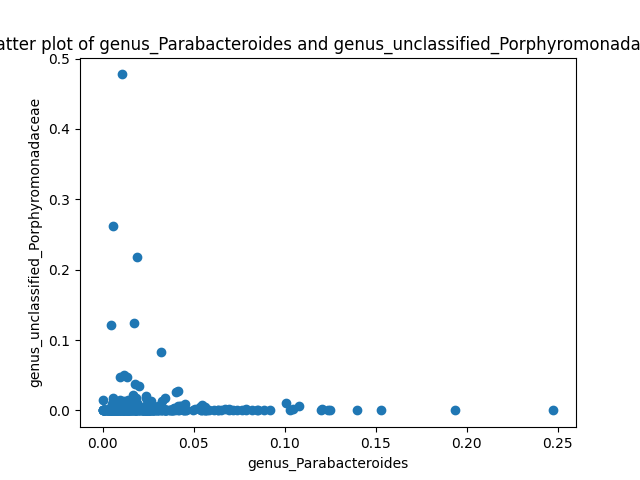 atter plot of genus_Parabacteroides and genus_unclassified_Porphyromonada
0.5
0.4
0.3
0.2
0.1
0.0
genus_unclassified_Porphyromonadaceae
0.00 0.05 0.10 0.15 0.20 0.25
genus_Parabacteroides